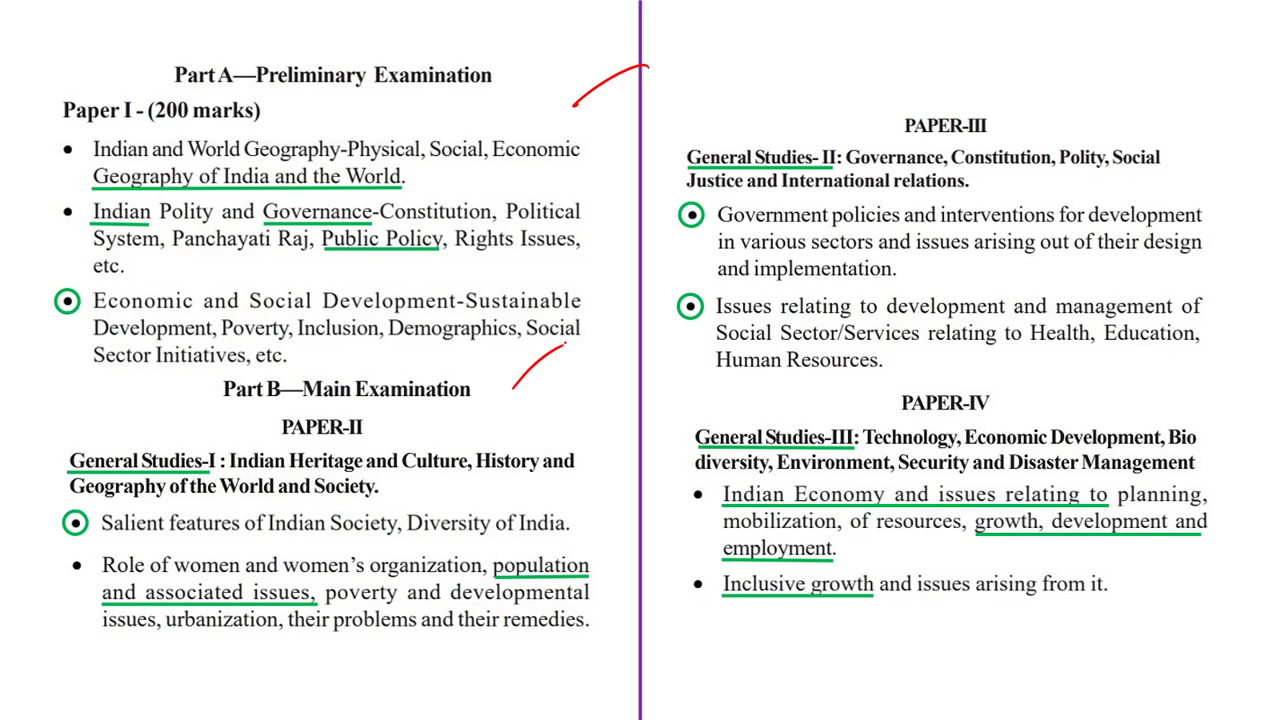 Part A—Preliminary Examination
Paper I - (200 marks)
• Indian and World Geography-Physical, Social, Economic
Geography of India and the World.
• Indian Polity and Governance-Constitution, Political
System, Panchayati Raj, Public Policy, Rights Issues,
etc.
• Economic and Social Development-Sustainable
Development, Poverty, Inclusion, Demographics, Social
Sector Initiatives, etc.
Part B—Main Examination
PAPER-II
General Studies-I : Indian Heritage and Culture, History and
Geography of the World and Society.
• Salient features of Indian Society, Diversity of India.
• Role of women and women’s organization, population
and associated issues, poverty and developmental
issues, urbanization, their problems and their remedies.
PAPER-III
General Studies- II: Governance, Constitution, Polity, Social
Justice and International relations.
• Government policies and interventions for development
in various sectors and issues arising out of their design
and implementation.
• Issues relating to development and management of
Social Sector/Services relating to Health, Education,
Human Resources.
PAPER-IV
General Studies-III: Technology, Economic Development, Bio
diversity, Environment, Security and Disaster Management
• Indian Economy and issues relating to planning,
mobilization, of resources, growth, development and
employment.
• Inclusive growth and issues arising from it.